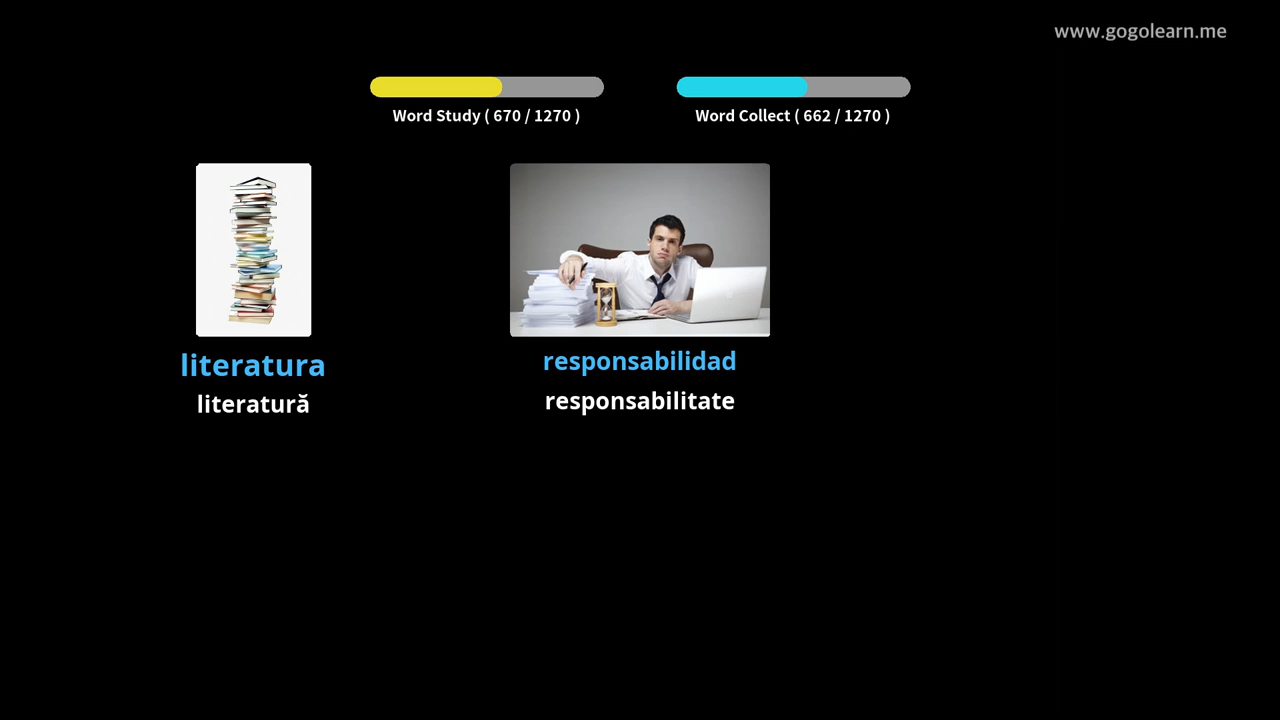 www.gogolearn.me
Word Study ( 670 / 1270 )
Word Collect ( 662 / 1270 )
literatura
literatură
responsabilidad
responsabilitate